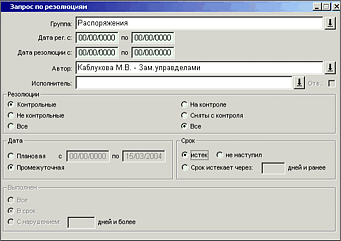 Запрос по резолюциям
Группа: Распоряжения
Дата рег. с: 00/00/0000 по 00/00/0000
Дата резолюции с: 00/00/0000 по 00/00/0000
Автор: Каблукова М.В. - Зам.управделами
Исполнитель: Отв.:
Резолюции
Контрольные На контроле
Не контрольные Сняты с контроля
Все Все
Дата Срок
Плановая с 00/00/0000 по 15/03/2004 истек не наступил
Промежуточная Срок истекает через: дней и ранее
Выполнен
Все
В срок
С нарушением: дней и более